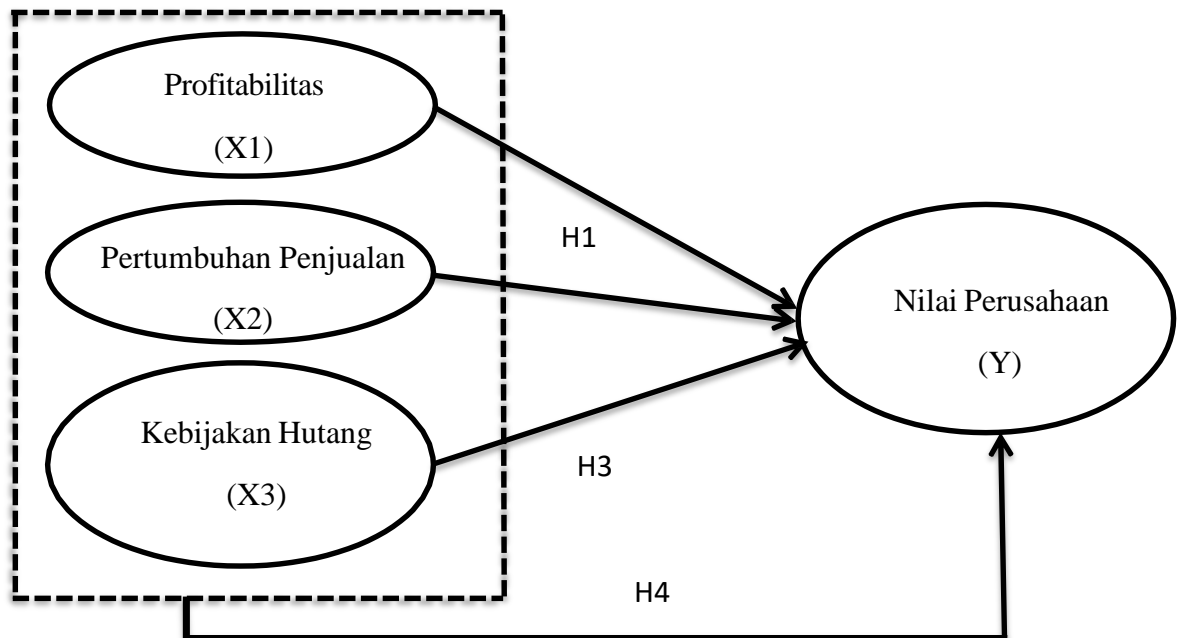 Profitabilitas
(X1)
Pertumbuhan Penjualan
(X2)
Kebijakan Hutang
(X3)
H1
H3
H4
Nilai Perusahaan
(Y)